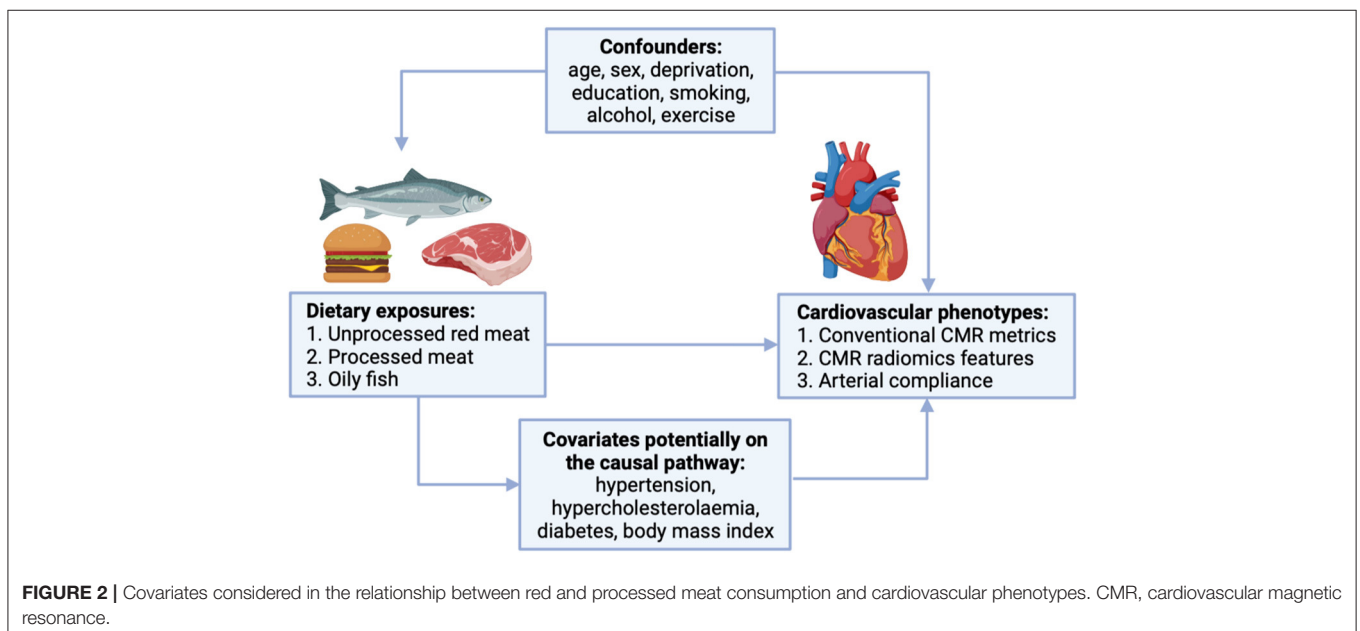 Confounders:
age, sex, deprivation,
education, smoking,
alcohol, exercise
Dietary exposures:
1. Unprocessed red meat
2. Processed meat
3. Oily fish
Cardiovascular phenotypes:
1. Conventional CMR metrics
2. CMR radiomics features
3. Arterial compliance
Covariates potentially on
the causal pathway:
hypertension,
hypercholesterolaemia,
diabetes, body mass index
FIGURE 2 | Covariates considered in the relationship between red and processed meat consumption and cardiovascular phenotypes. CMR, cardiovascular magnetic
resonance.